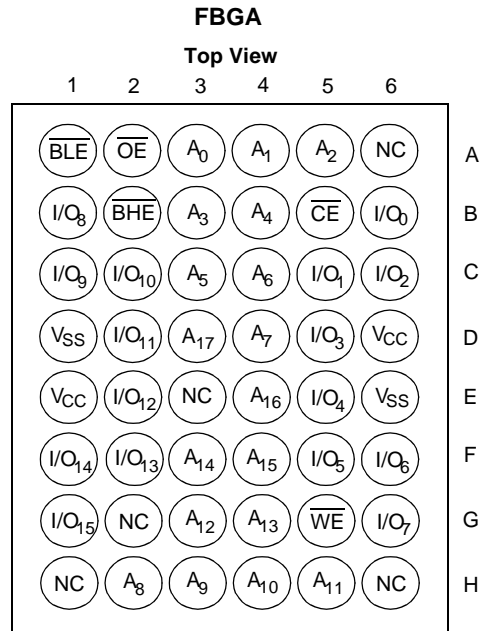 FBGA
Top View
1 2 3 4 5 6
BLE OE A0 A1 A2 NC A
I/O8 BHE A3 A4 CE I/O0 B
I/O9 I/O10 A5 A6 I/O1 I/O2 C
VSS I/O11 A17 A7 I/O3 VCC D
VCC I/O12 NC A16 I/O4 VSS E
I/O14 I/O13 A14 A15 I/O5 I/O6 F
I/O15 NC A12 A13 WE I/O7 G
NC A8 A9 A10 A11 NC H